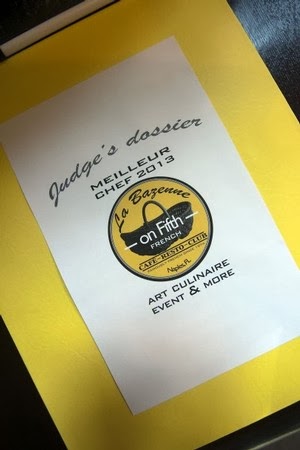 Judge's dossier
MEILLEUR
CHEF 2013
La Bazenne
on Fifth
FRENCH
CAFE-RESTO-CLUB
Naples, FL
ART CULINAIRE
EVENT & MORE